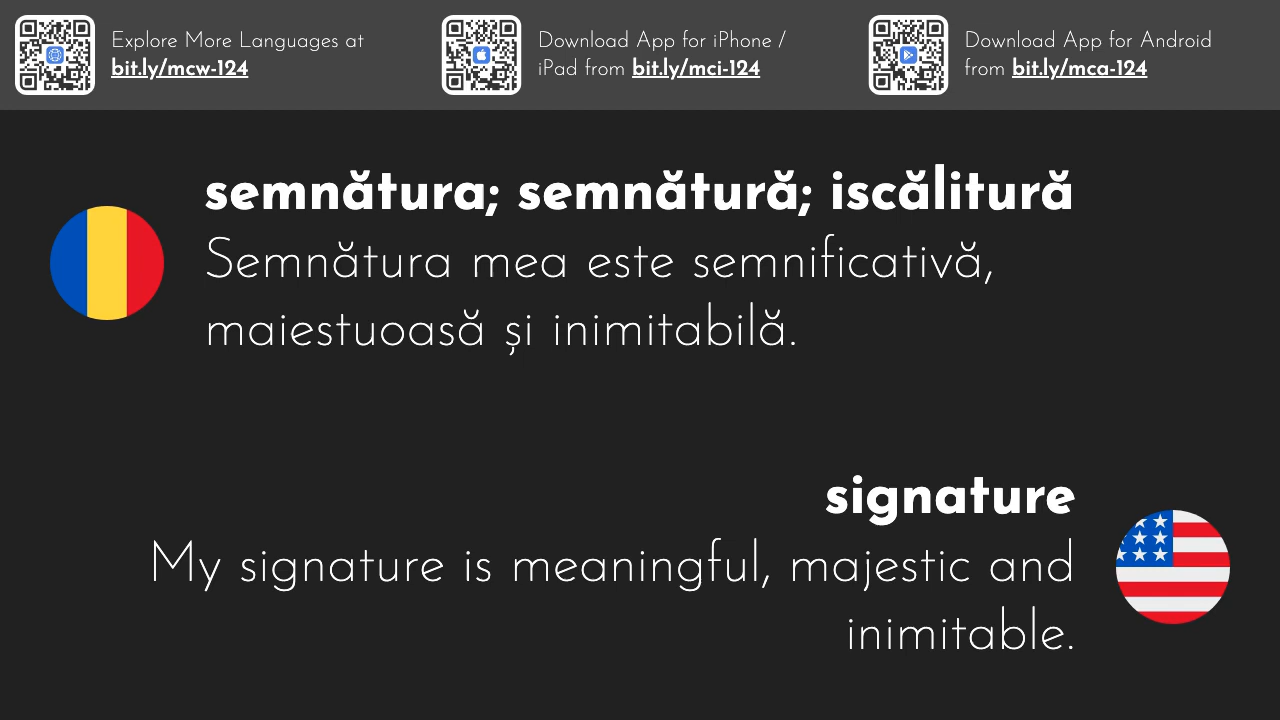 Explore More Languages at
bit.ly/mcw-124
Download App for iPhone /
iPad from bit.ly/mci-124
Download App for Android
from bit.ly/mca-124
semnătura; semnătură; iscălitură
Semnătura mea este semnificativă,
maiestuoasă și inimitabilă.
signature
My signature is meaningful, majestic and
inimitable.